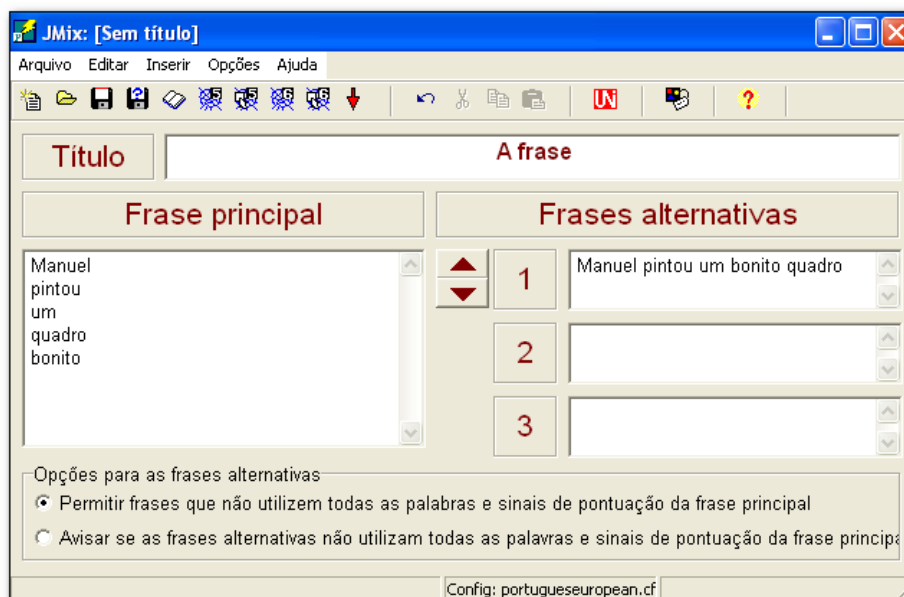 JMix: [Sem título]
Arquivo Editar Inserir Opções Ajuda
Título
A frase
Frase principal
Frases alternativas
Manuel
pintou
um
quadro
bonito
1
Manuel pintou um bonito quadro
2
3
Opções para as frases alternativas
Permitir frases que não utilizem todas as palabras e sinais de pontuação da frase principal
Avisar se as frases alternativas não utilizam todas as palavras e sinais de pontuação da frase principa
Config: portugueseeuropean.cf